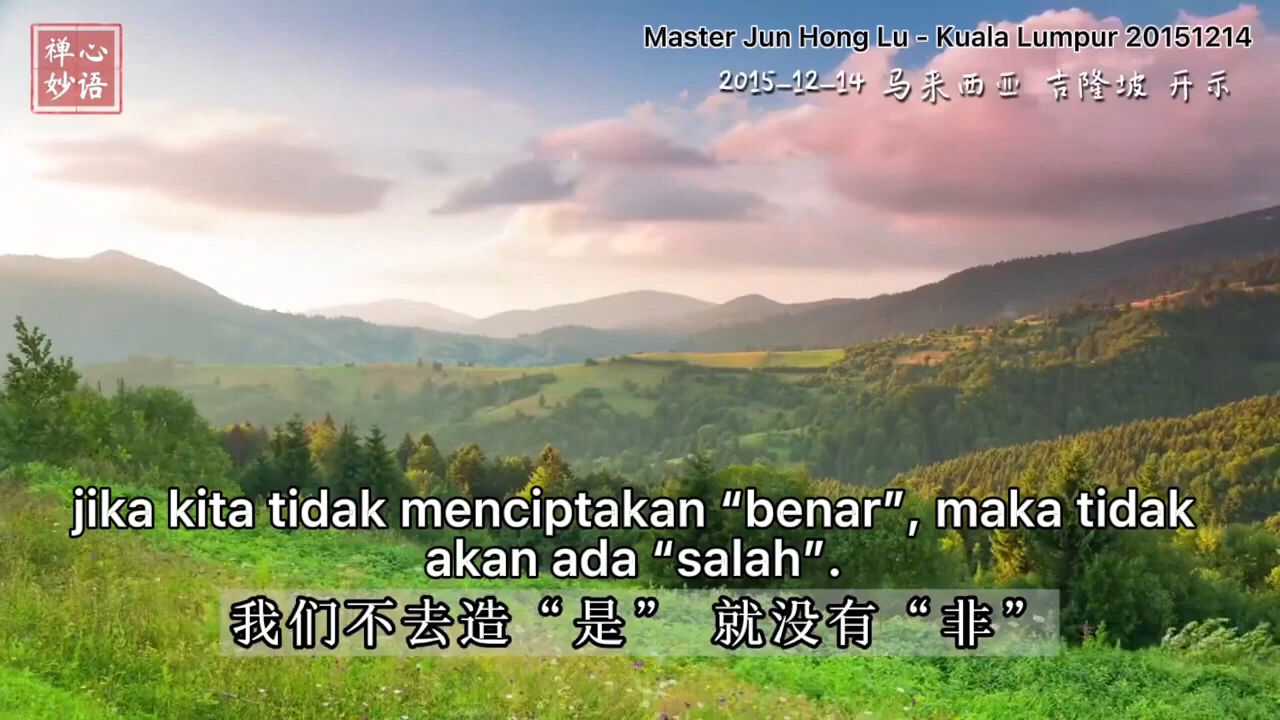 禅心
妙语
Master Jun Hong Lu - Kuala Lumpur 20151214
2015-12-14 马来西亚 吉隆坡 开示
jika kita tidak menciptakan “benar”, maka tidak
akan ada “salah”.
我们不去造“是” 就没有“非”